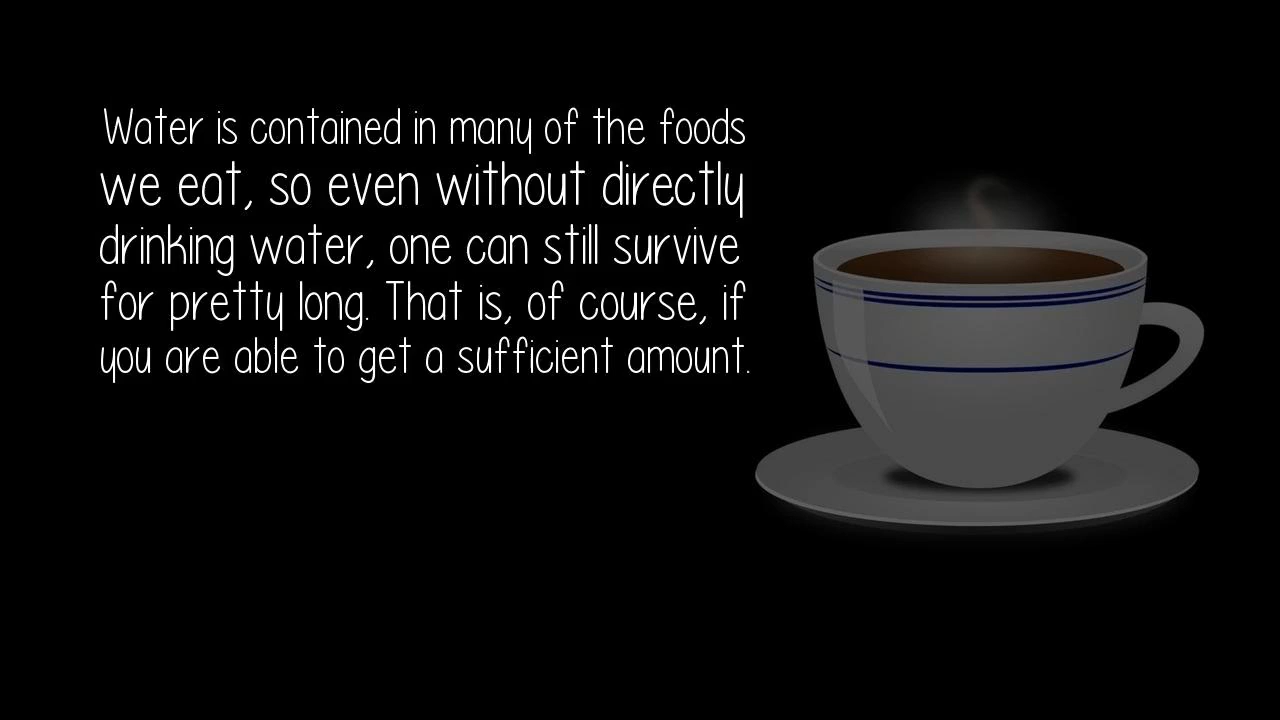 Water is contained in many of the foods
we eat, so even without directly
drinking water, one can still survive
for pretty long. That is, of course, if
you are able to get a sufficient amount.